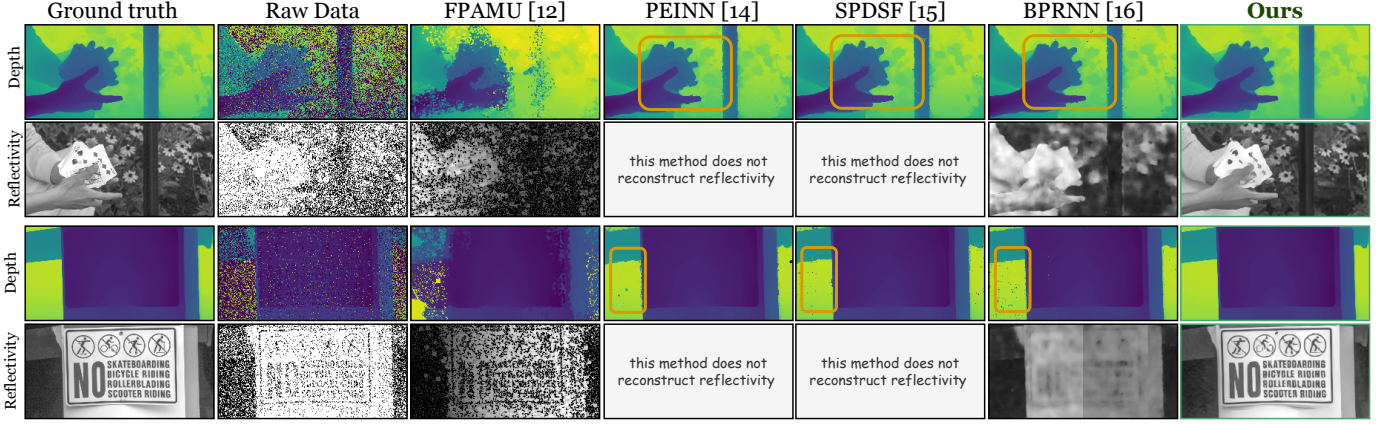 Ground truth Raw Data FPAMU [12] PEINN [14] SPDSF [15] BPRNN [16] Ours
Depth
Reflectivity
this method does not
reconstruct reflectivity
this method does not
reconstruct reflectivity
Depth
Reflectivity
NO SKATEBOARDING
BICYCLE RIDING
ROLLERBLADING
SCOOTER RIDING
NO
this method does not
reconstruct reflectivity
this method does not
reconstruct reflectivity
NO SKATEBOARDING
BICYCLE RIDING
ROLLERBLADING
SCOOTER RIDING